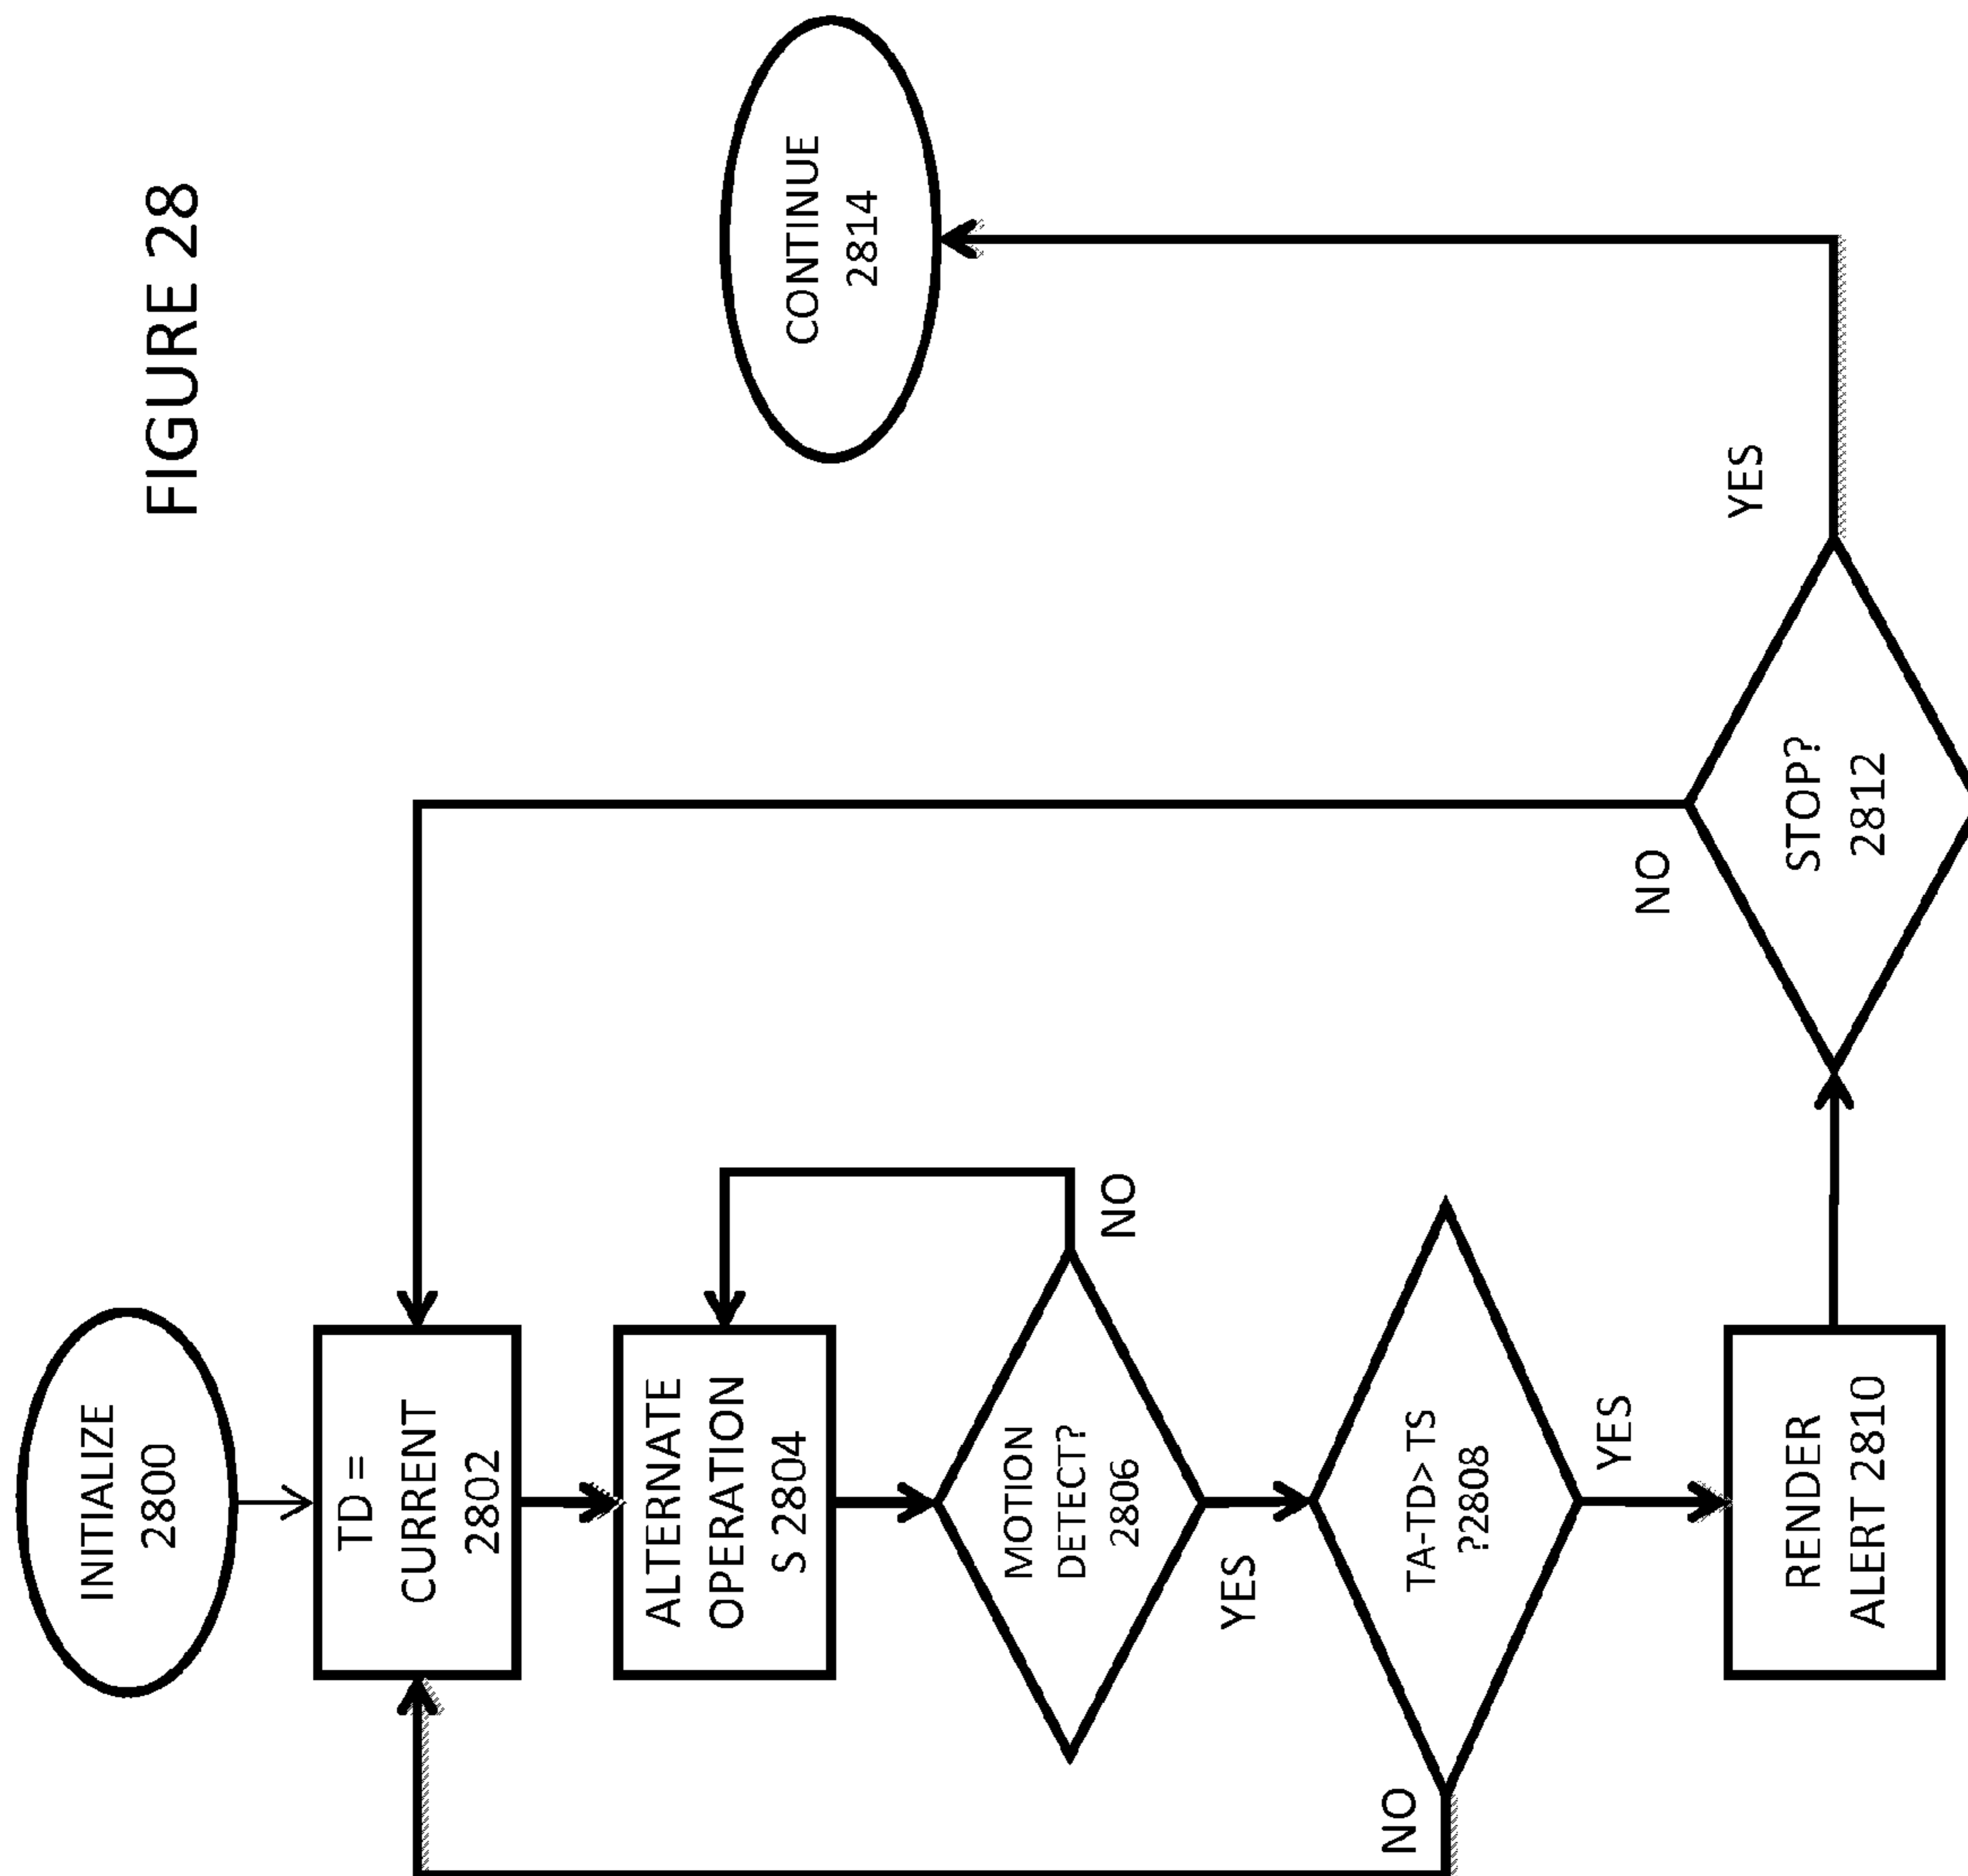 FIGURE 28
INITIALIZE
2800
TD =
CURRENT
2802
ALTERNATE
OPERATION
S 2804
MOTION
DETECT?
2806
NO
YES
TA-TD> TS
?2808
NO
YES
RENDER
ALERT 2810
STOP?
2812
NO
YES
CONTINUE
2814